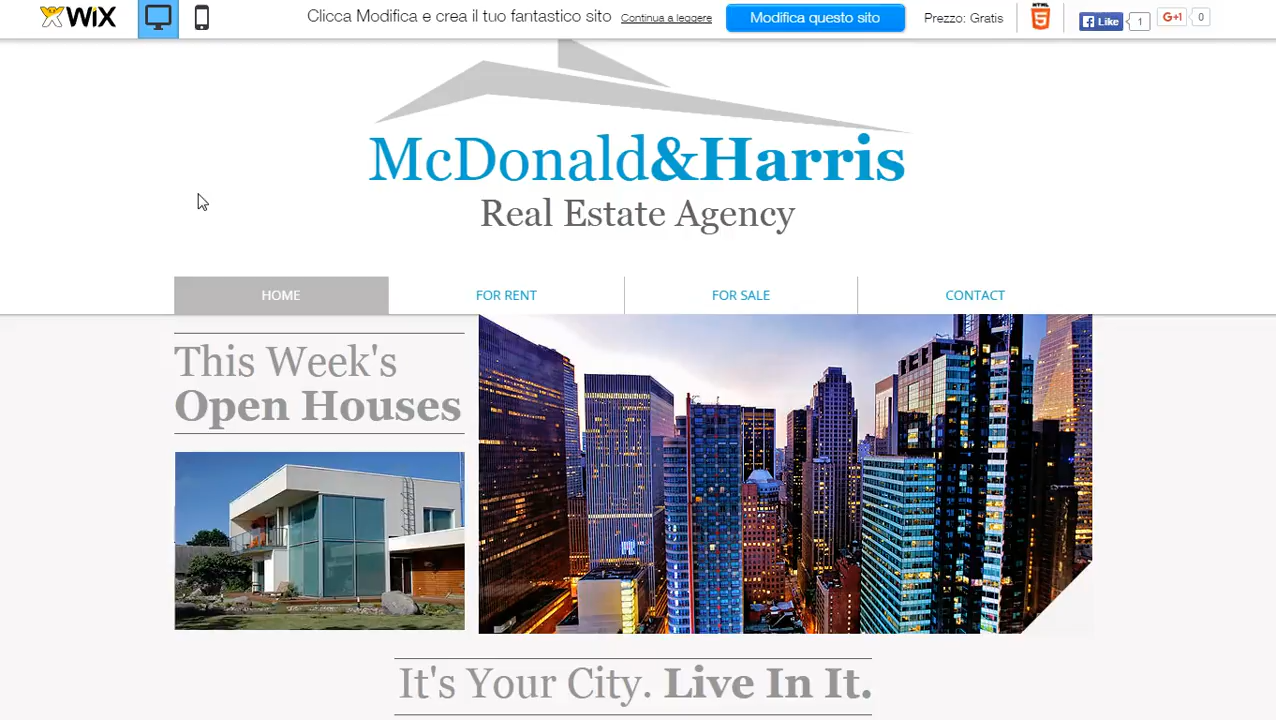 WiX
Clicca Modifica e crea il tuo fantastico sito Continua a leggere Modifica questo sito Prezzo: Gratis HTML 5 Like 1 G+1 0
McDonald&Harris
Real Estate Agency
HOME FOR RENT FOR SALE CONTACT
This Week's
Open Houses
It's Your City. Live In It.